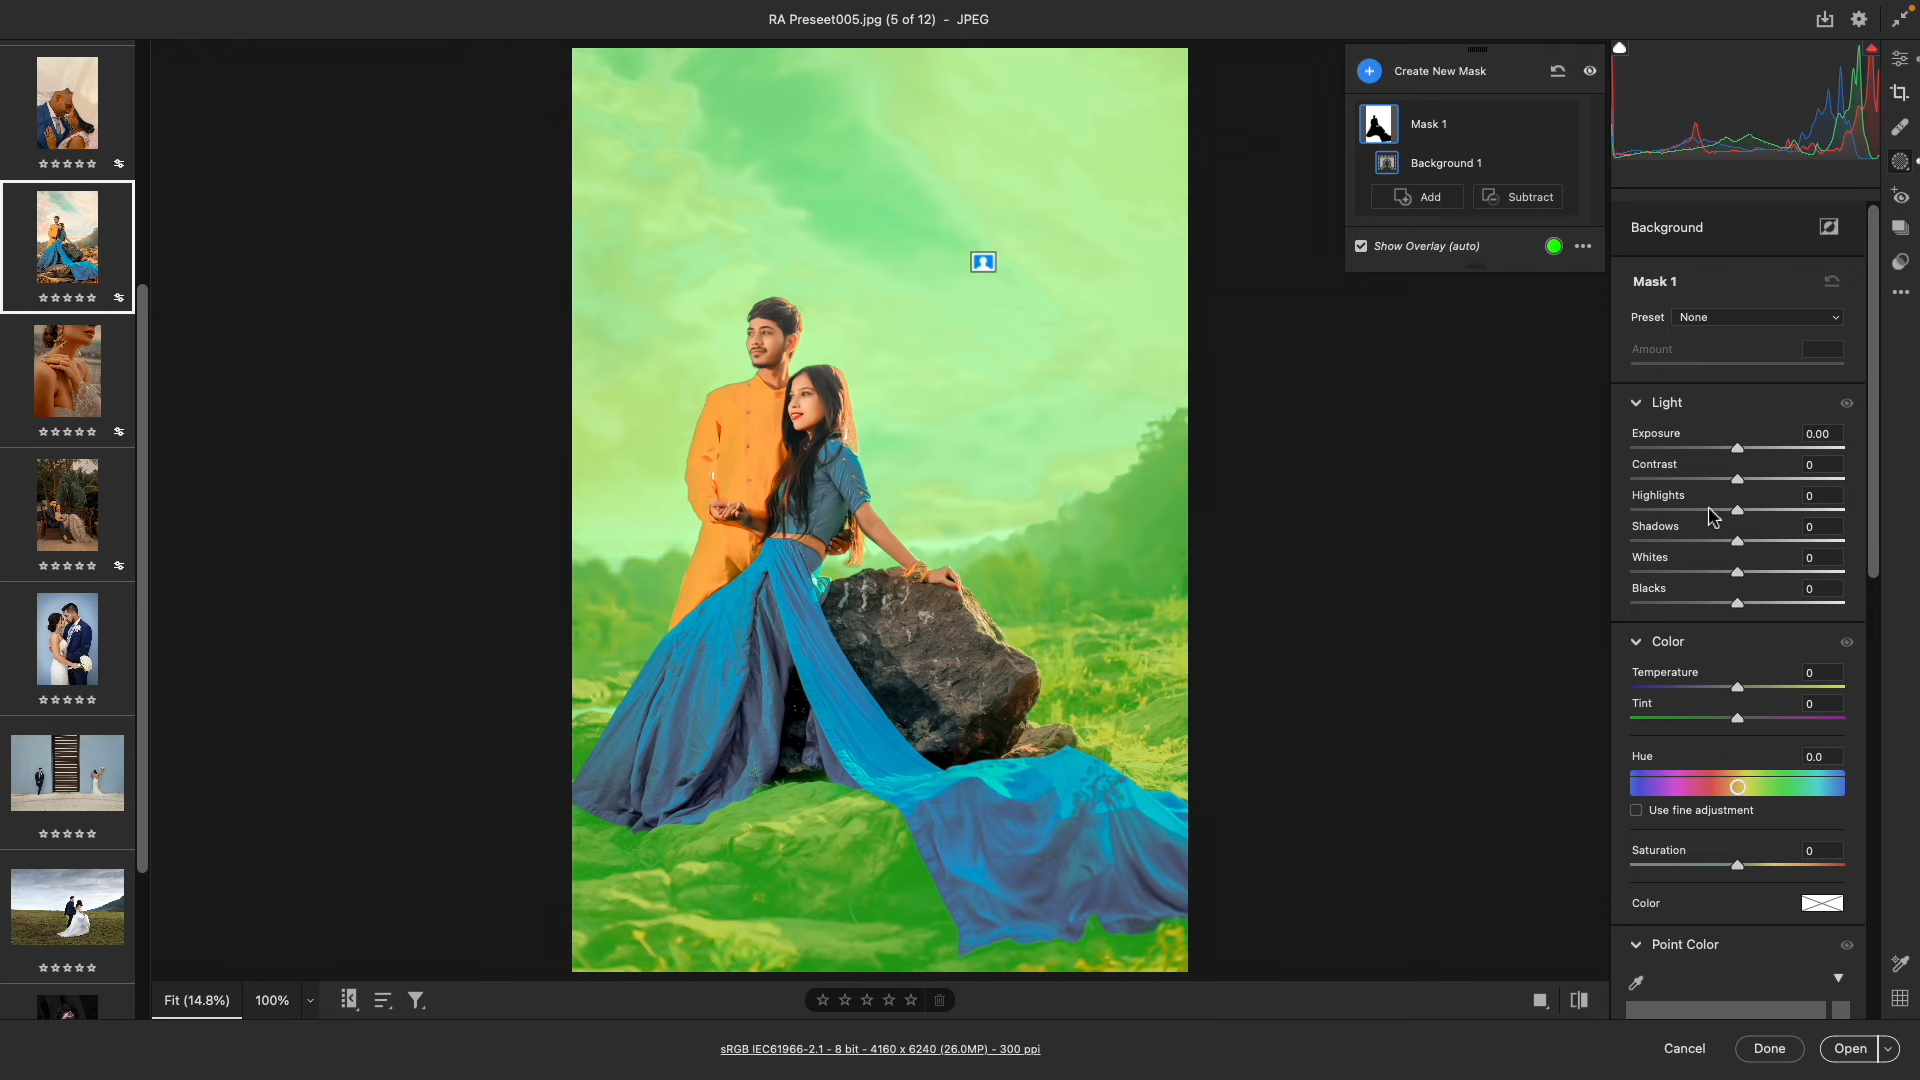 RA Preseet005.jpg (5 of 12) - JPEG
Create New Mask
Mask 1
Background 1
Add Subtract
Show Overlay (auto)
Background
Mask 1
Preset None
Amount
Light
Exposure 0.00
Contrast 0
Highlights 0
Shadows 0
Whites 0
Blacks 0
Color
Temperature 0
Tint 0
Hue 0.0
Use fine adjustment
Saturation 0
Color
Point Color
Fit (14.8%) 100%
sRGB IEC61966-2.1 - 8 bit - 4160 x 6240 (26.0MP) - 300 ppi
Cancel Done Open